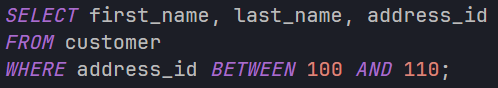 SELECT first_name, last_name, address_id
FROM customer
WHERE address_id BETWEEN 100 AND 110;